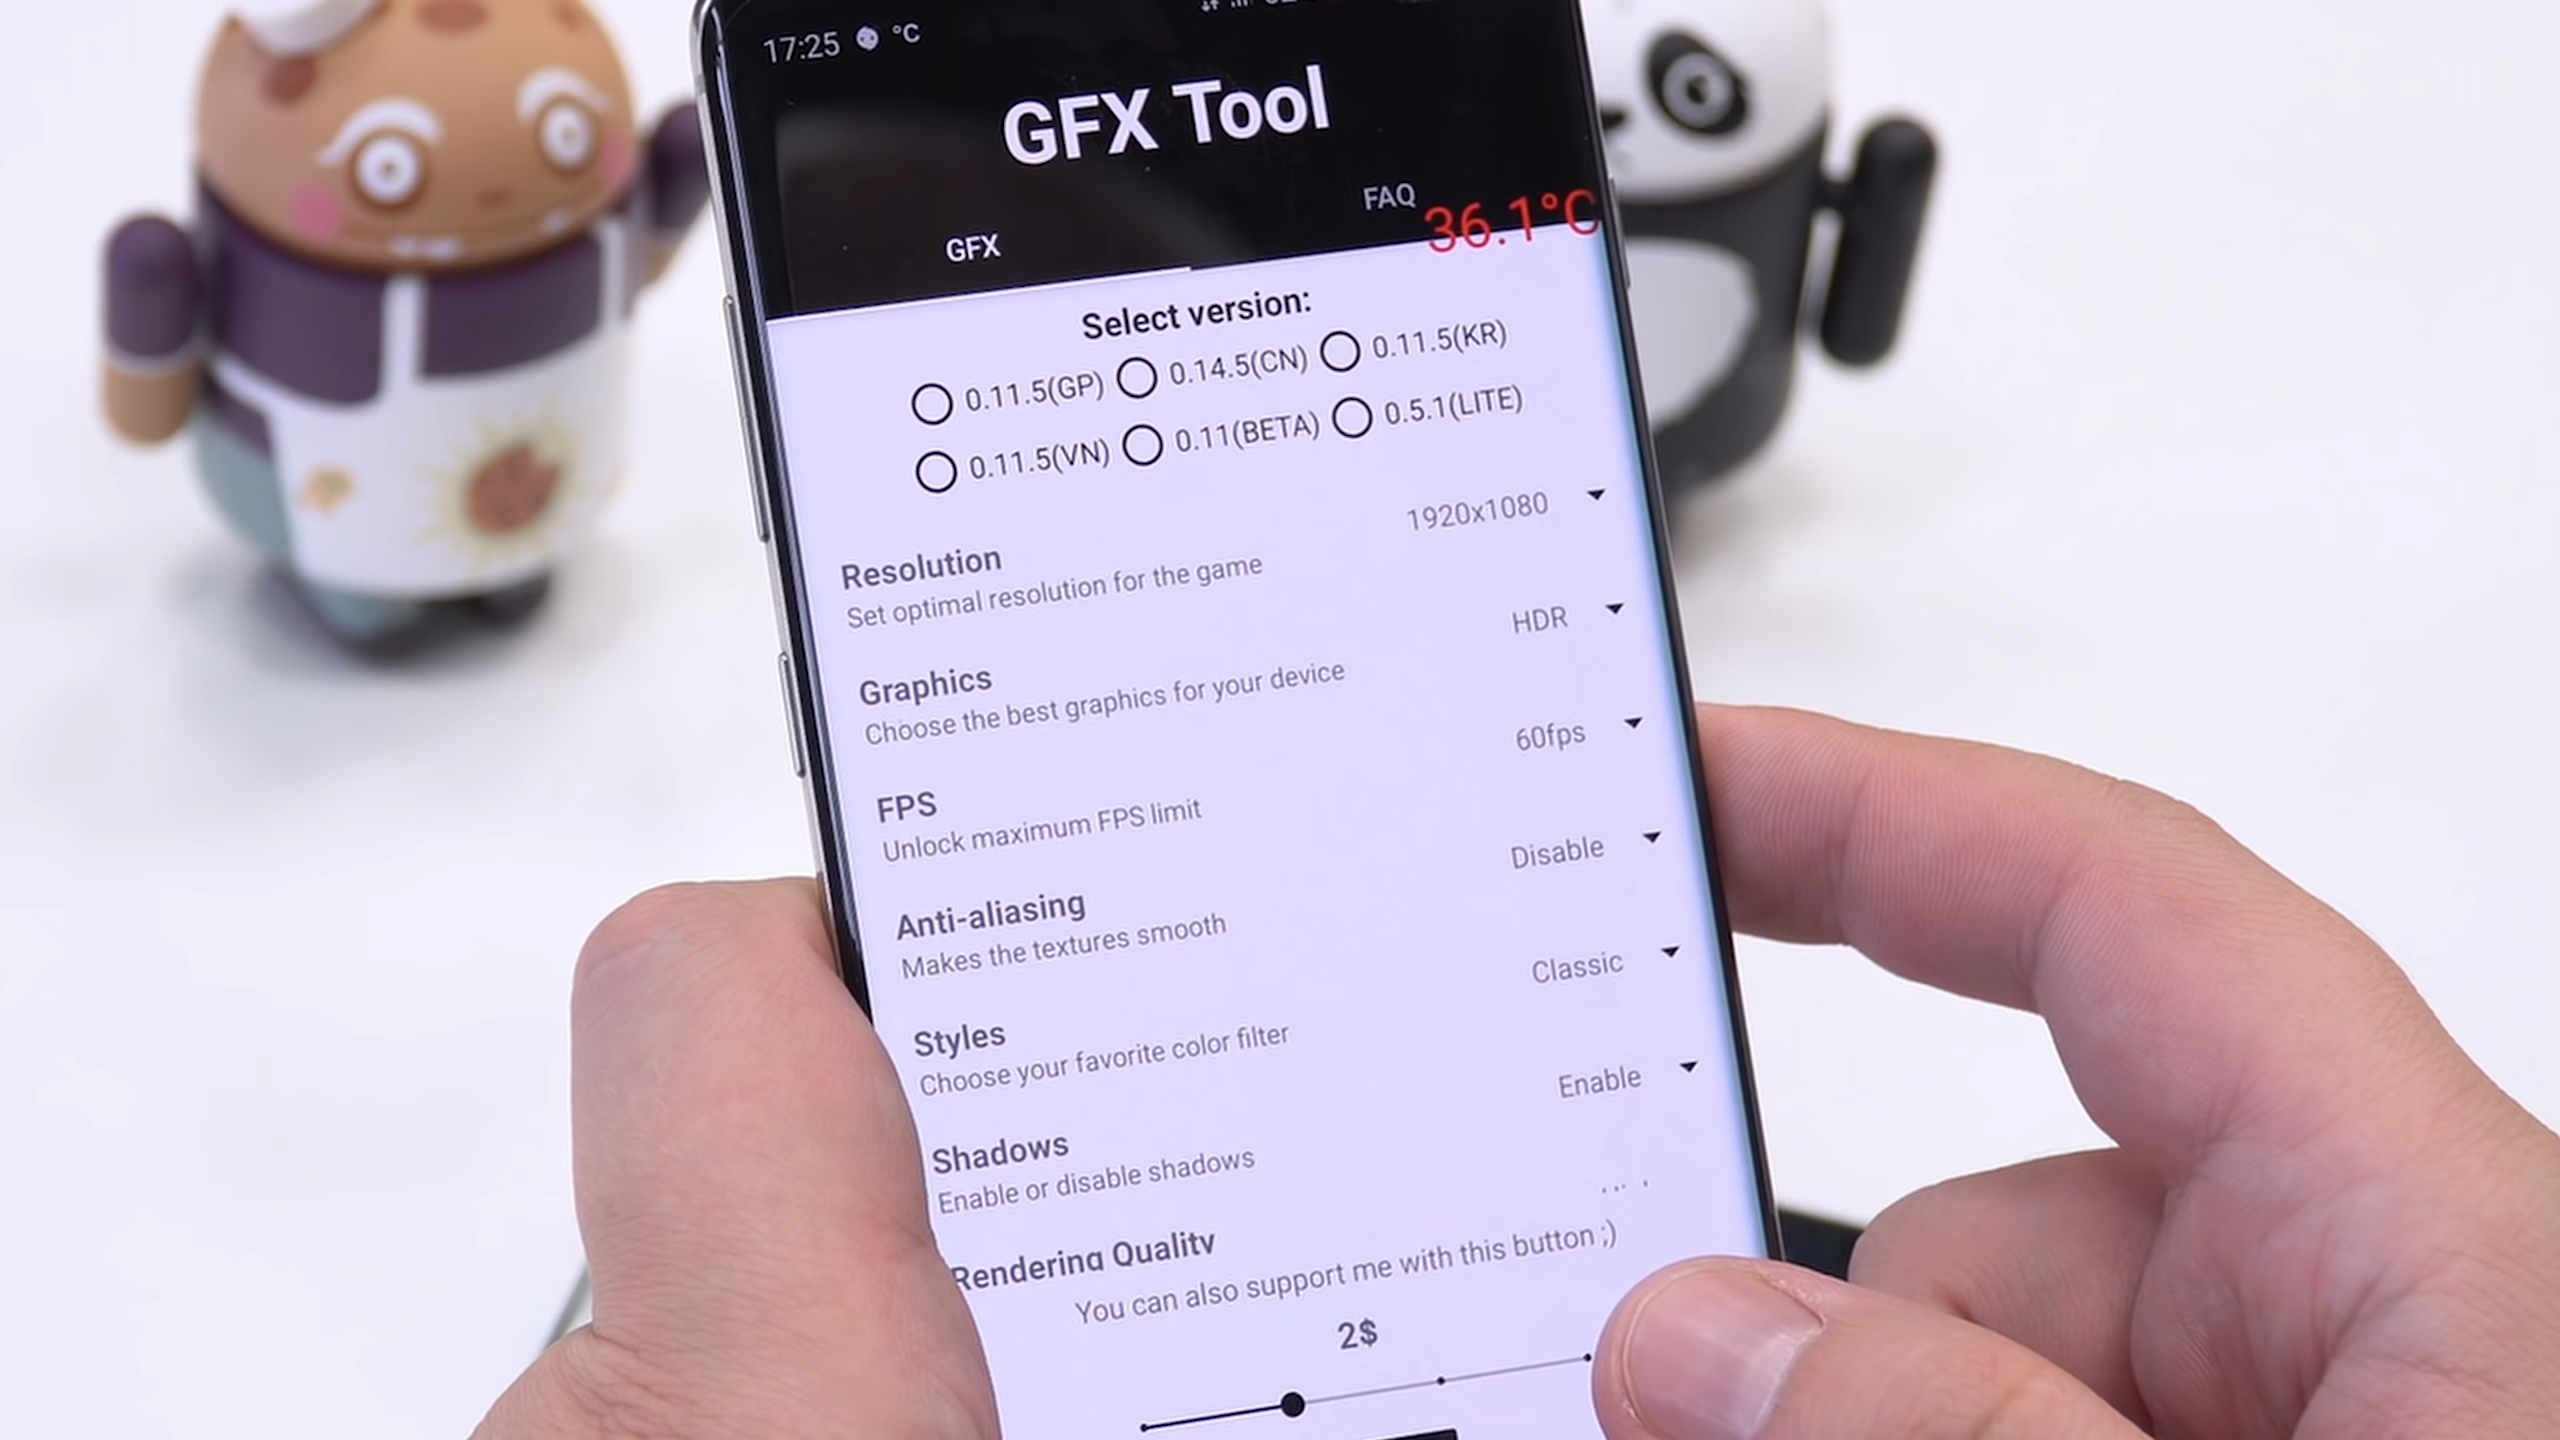 17:25 °C
GFX Tool
GFX
FAQ
36.1°C
Select version:
0.11.5(GP) 0.14.5(CN) 0.11.5(KR)
0.11.5(VN) 0.11(BETA) 0.5.1(LITE)
Resolution
Set optimal resolution for the game
1920x1080
Graphics
Choose the best graphics for your device
HDR
FPS
Unlock maximum FPS limit
60fps
Anti-aliasing
Makes the textures smooth
Disable
Styles
Choose your favorite color filter
Classic
Shadows
Enable or disable shadows
Enable
Rendering Quality
You can also support me with this button ;)
2$